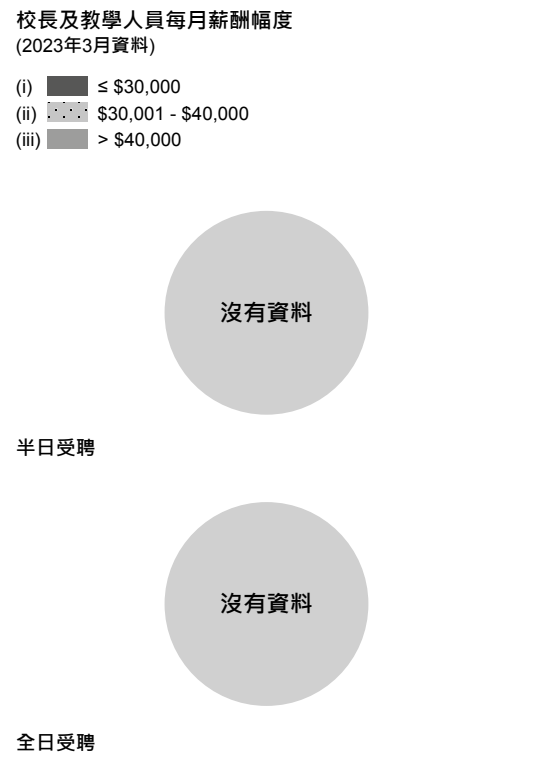 校長及教學人員每月薪酬幅度
(2023年3月資料)
(i) ≤ $30,000
(ii) $30,001 - $40,000
(iii) > $40,000
沒有資料
半日受聘
沒有資料
全日受聘